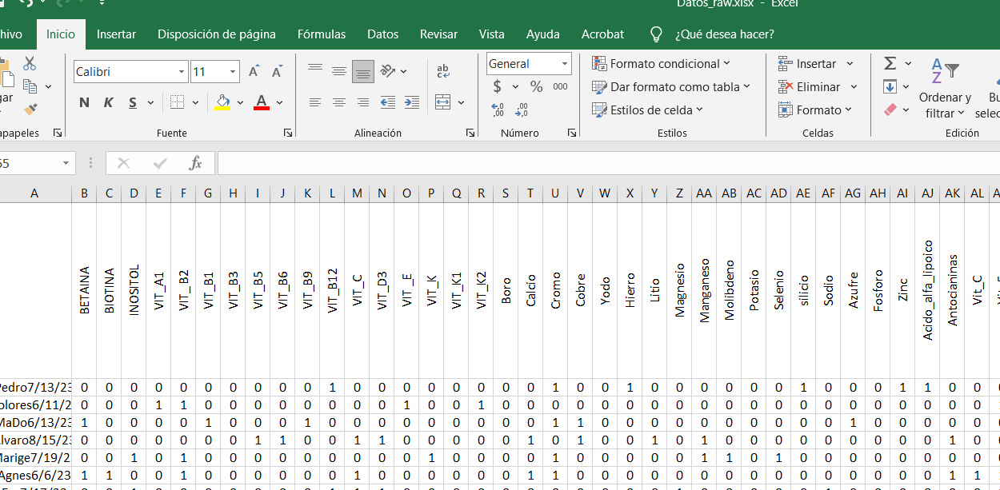 Datos_raw.xlsx - Excel
hivo Inicio Insertar Disposición de página Fórmulas Datos Revisar Vista Ayuda Acrobat ¿Qué desea hacer?
Calibri 11 General Formato condicional Insertar Σ
gar N K S A ab $ % 000 Dar formato como tabla Eliminar Ordenar y
Estilos de celda Formato filtrar selec
apapeles Fuente Alineación Número Estilos Celdas Edición
55 fx
A B C D E F G H I J K L M N O P Q R S T U V W X Y Z AA AB AC AD AE AF AG AH AI AJ AK AL
BETAINA BIOTINA INOSITOL VIT_A1 VIT_ B2 VIT_B1 VIT_B3 VIT_B5 VIT_B6 VIT_B9 VIT_B12 VIT_C VIT_D3 VIT _E VIT_K VIT_K1 VIT_K2 Boro Calcio Cromo Cobre Yodo Hierro Litio Magnesio Manganeso Molibdeno Potasio Selenio silicio Sodio Azufre Fosforo Zinc Acido_alfa_lipoico Antocianinas Vit_C
Pedro7/13/23 0 0 0 0 0 0 0 0 0 0 1 0 0 0 0 0 0 0 0 1 0 0 1 0 0 0 0 0 0 1 0 0 0 1 1 0 0
olores6/11/2 0 0 0 1 1 0 0 0 0 0 0 0 0 1 0 0 1 0 0 0 0 0 0 0 0 0 0 0 0 0 0 0 0 0 0 0 0
MaDo6/13/23 1 0 0 0 0 1 0 0 0 1 0 0 0 0 0 0 0 0 0 1 1 0 0 0 0 0 0 0 0 0 0 1 0 0 0 0 0
lvaro8/15/23 0 0 0 0 0 0 0 1 1 0 0 1 1 0 0 0 0 0 1 0 1 0 0 1 0 1 0 0 0 0 0 0 0 0 0 1 0
Marige7/19/2 0 0 1 0 1 0 0 0 0 0 0 0 0 0 1 0 0 0 0 1 0 0 0 0 0 1 1 0 1 0 0 0 0 0 0 0 0
Agnes6/6/23 1 1 0 0 1 0 0 0 0 0 0 1 0 0 0 0 0 0 1 1 0 0 0 0 0 0 0 0 0 0 0 0 0 0 0 1 1